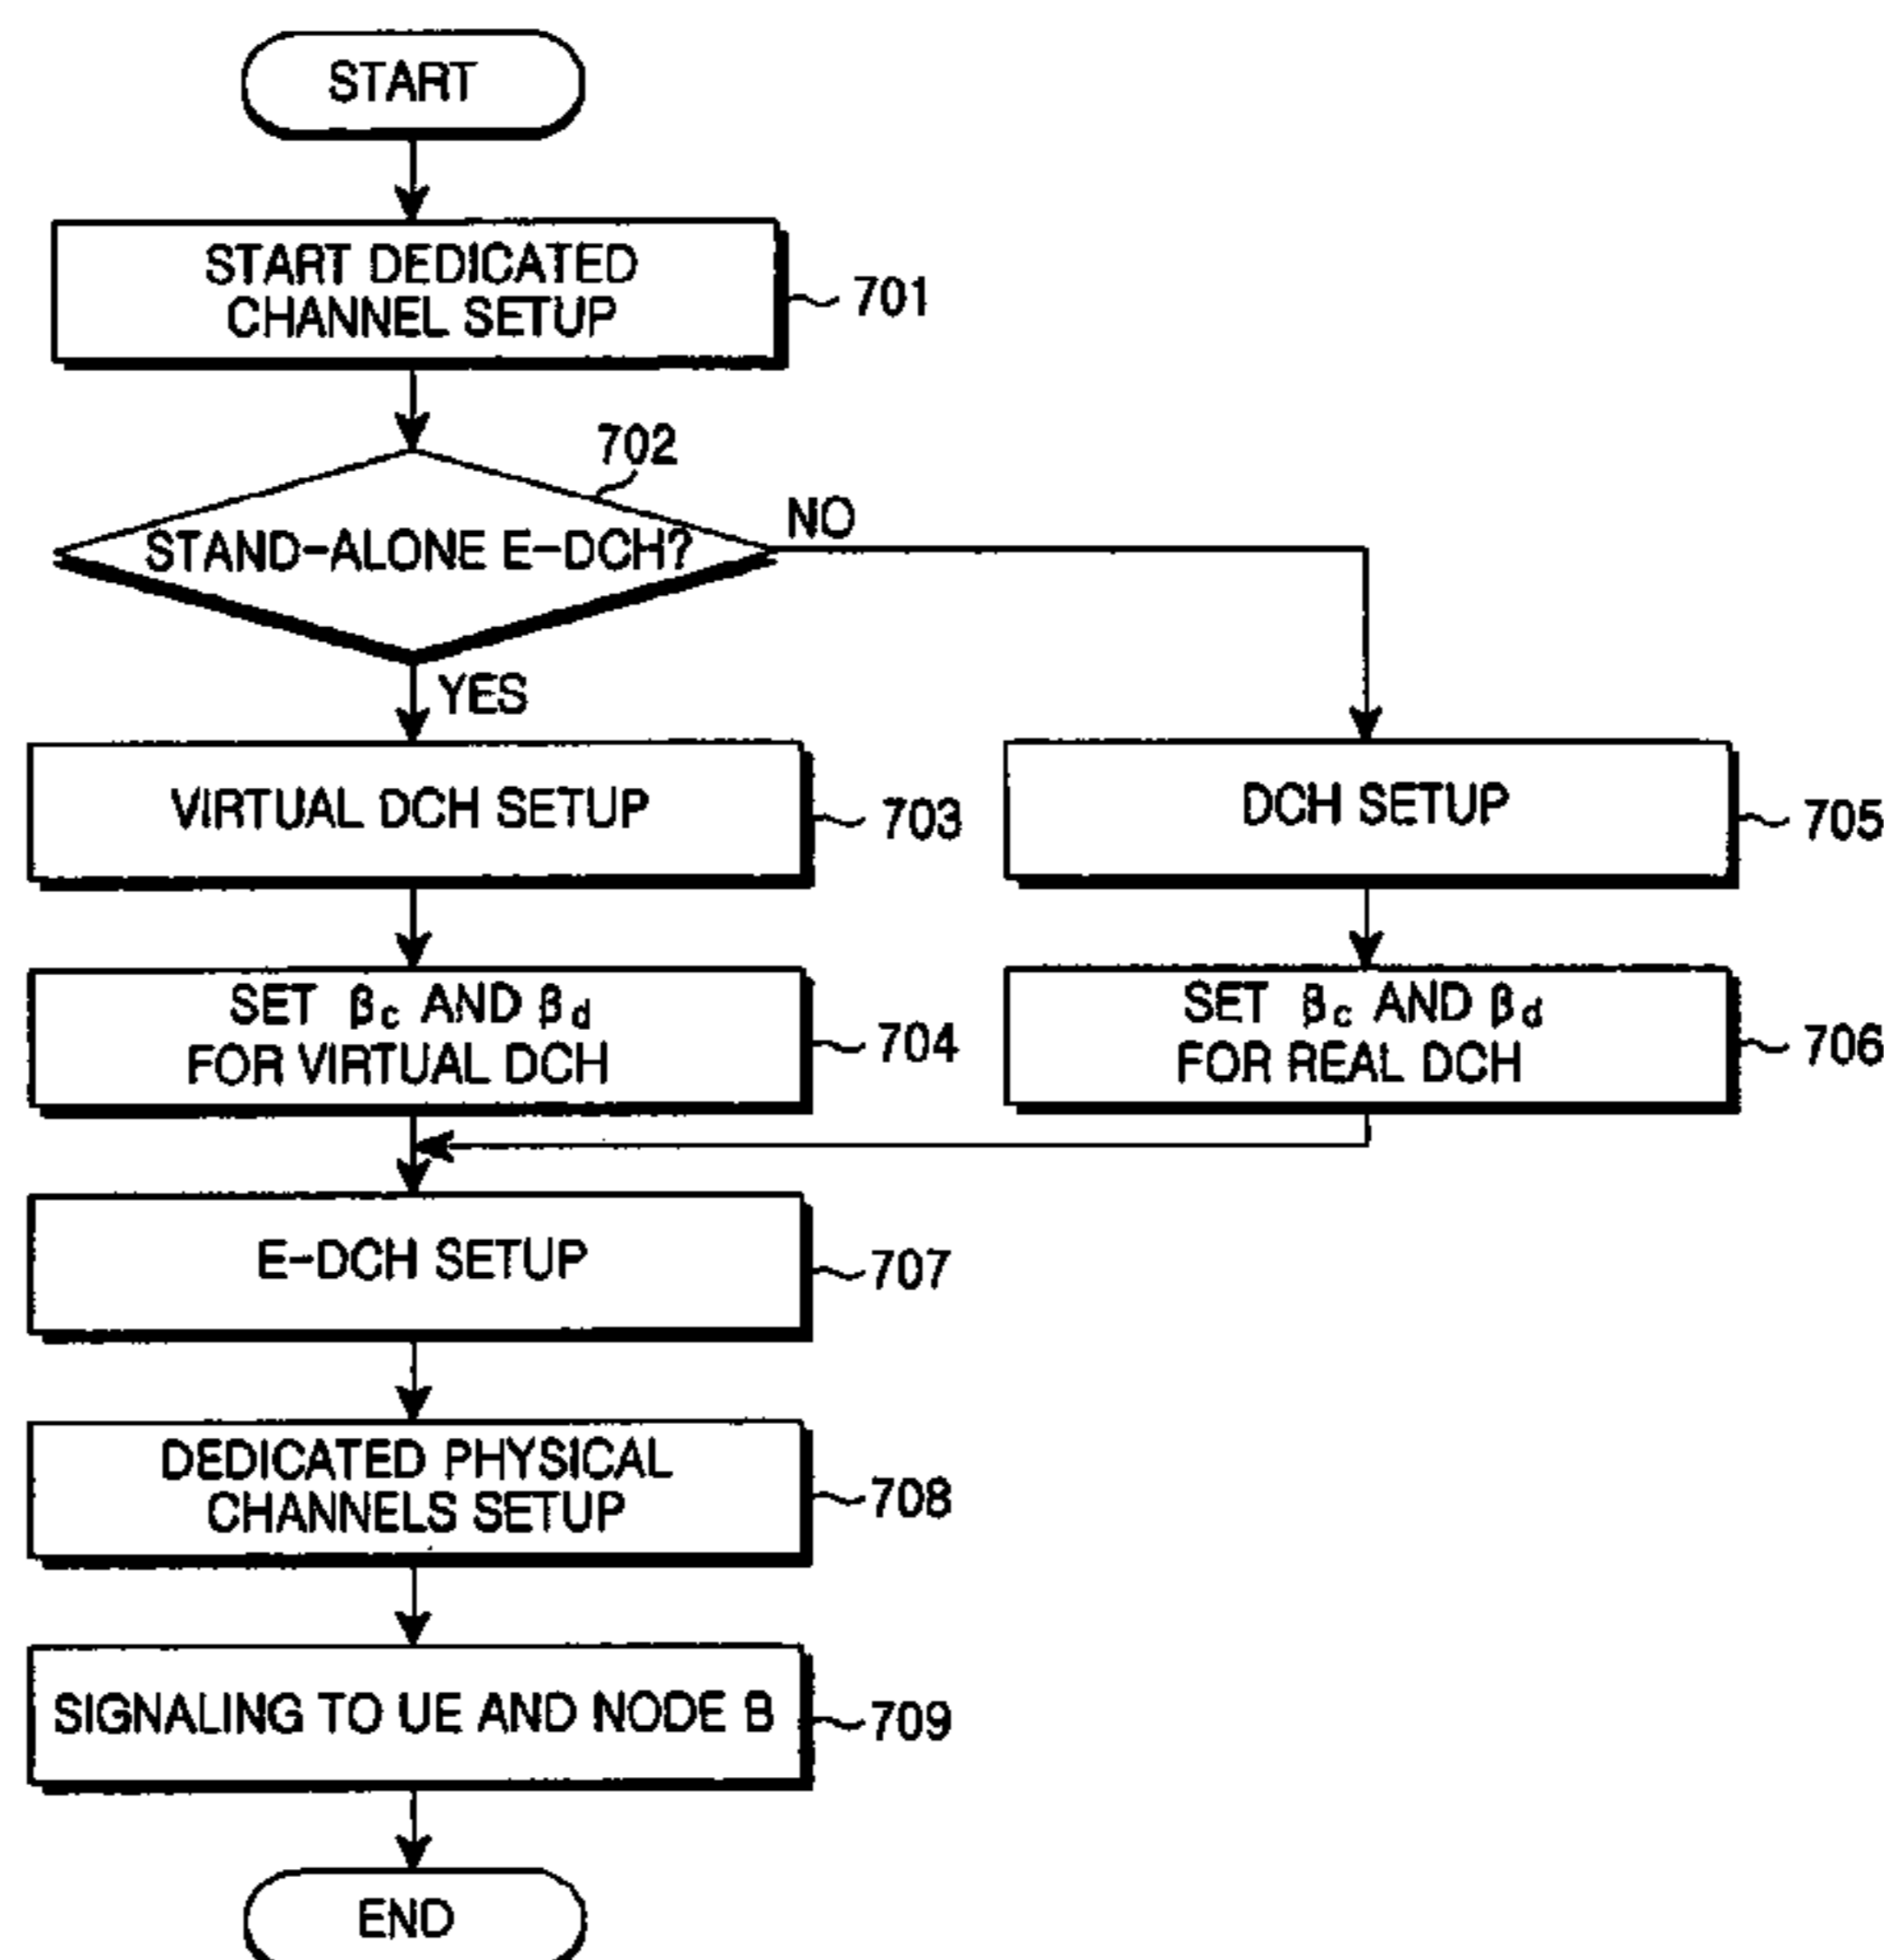 START
START DEDICATED
CHANNEL SETUP
701
702
STAND-ALONE E-DCH?
NO
YES
VIRTUAL DCH SETUP
703
DCH SETUP
705
SET βc AND βd
FOR VIRTUAL DCH
704
SET βc AND βd
FOR REAL DCH
706
E-DCH SETUP
707
DEDICATED PHYSICAL
CHANNELS SETUP
708
SIGNALING TO UE AND NODE B
709
END